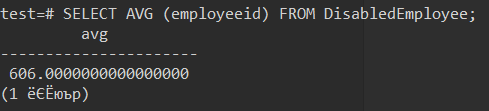 test=# SELECT AVG (employeeid) FROM DisabledEmployee;
avg
---------------------
606.0000000000000000
(1 ёЄЁюър)